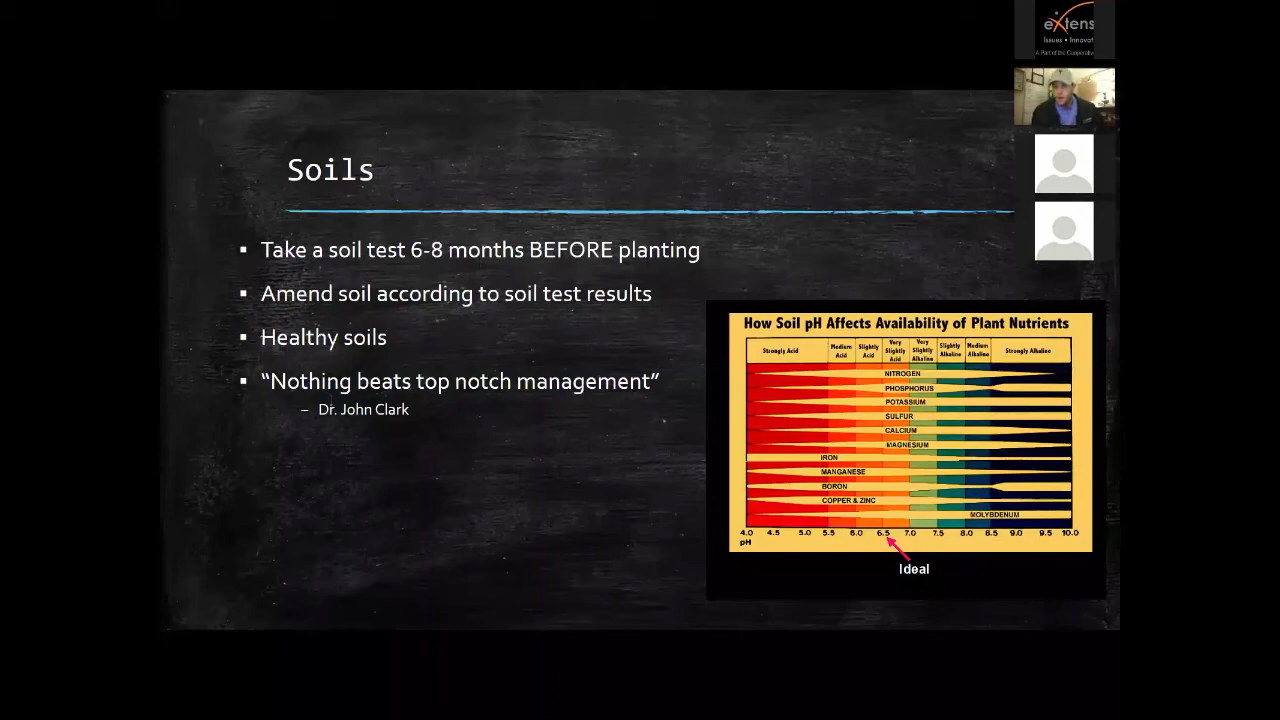 eXtens
Issues • Innovat
A Part of the Cooperativ
Soils
▪ Take a soil test 6-8 months BEFORE planting
▪ Amend soil according to soil test results
▪ Healthy soils
▪ “Nothing beats top notch management”
– Dr. John Clark
How Soil pH Affects Availability of Plant Nutrients
Strongly Acid Medium Acid Slightly Acid Very Slightly Acid Very Slightly Alkaline Slightly Alkaline Medium Alkaline Strongly Alkaline
NITROGEN
PHOSPHORUS
POTASSIUM
SULFUR
CALCIUM
MAGNESIUM
IRON
MANGANESE
BORON
COPPER & ZINC
MOLYBDENUM
4.0 4.5 5.0 5.5 6.0 6.5 7.0 7.5 8.0 8.5 9.0 9.5 10.0
pH
Ideal